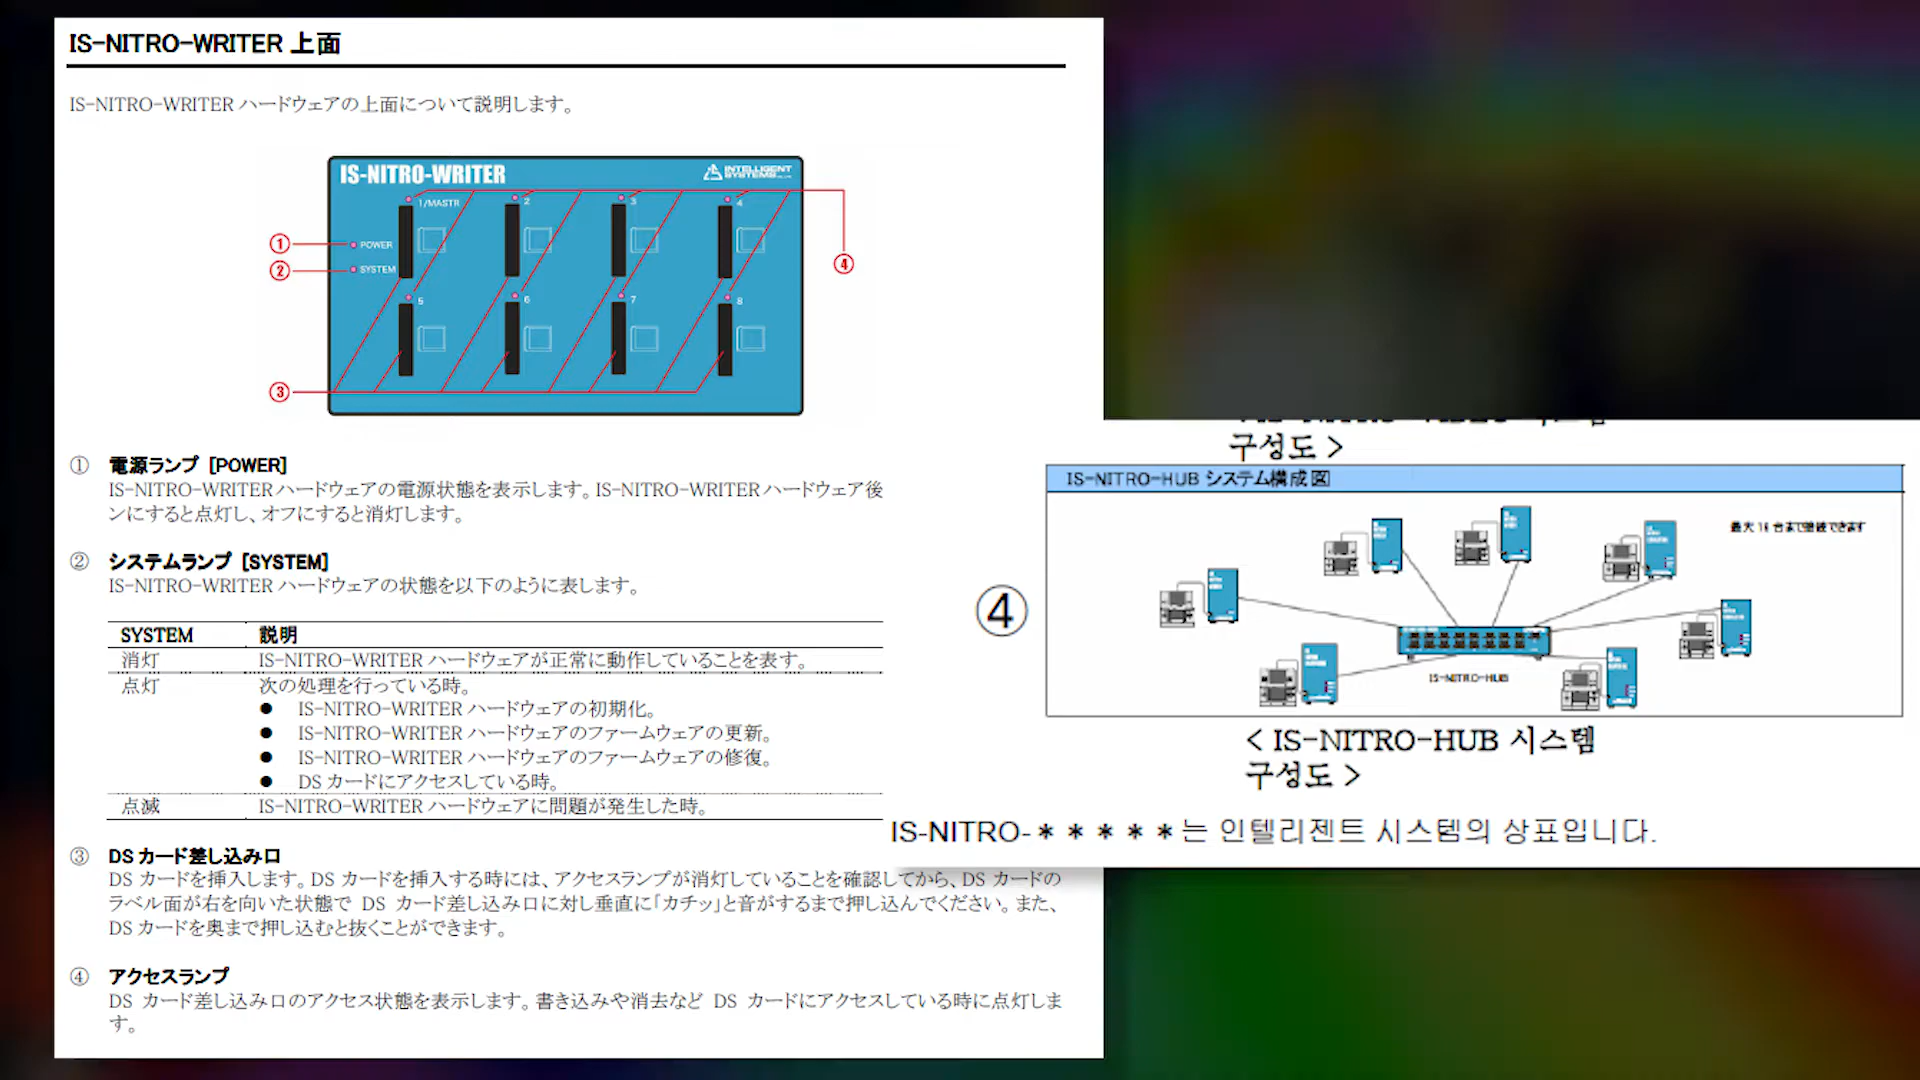 IS-NITRO-WRITER 上面
IS-NITRO-WRITER ハードウェアの上面について説明します。
IS-NITRO-WRITER
INTELLIGENT
SYSTEMS
1/MASTR
2
3
4
① POWER
② SYSTEM
④
5
6
7
8
③
① 電源ランプ [POWER]
IS-NITRO-WRITER ハードウェアの電源状態を表示します。IS-NITRO-WRITER ハードウェア後
ンにすると点灯し、オフにすると消灯します。
② システムランプ [SYSTEM]
IS-NITRO-WRITER ハードウェアの状態を以下のように表します。
SYSTEM 説明
消灯 IS-NITRO-WRITER ハードウェアが正常に動作していることを表す。
点灯 次の処理を行っている時。
● IS-NITRO-WRITER ハードウェアの初期化。
● IS-NITRO-WRITER ハードウェアのファームウェアの更新。
● IS-NITRO-WRITER ハードウェアのファームウェアの修復。
● DS カードにアクセスしている時。
点滅 IS-NITRO-WRITER ハードウェアに問題が発生した時。
③ DS カード差し込み口
DS カードを挿入します。DS カードを挿入する時には、アクセスランプが消灯していることを確認してから、DS カードの
ラベル面が右を向いた状態で DS カード差し込み口に対し垂直に「カチッ」と音がするまで押し込んでください。また、
DS カードを奥まで押し込むと抜くことができます。
④ アクセスランプ
DS カード差し込み口のアクセス状態を表示します。書き込みや消去など DS カードにアクセスしている時に点灯しま
す。
구성도 >
IS-NITRO-HUB システム構成図
最大 16 台まで接続できます
④
IS-NITRO-HUB
< IS-NITRO-HUB 시스템
구성도 >
IS-NITRO-＊＊＊＊＊는 인텔리젠트 시스템의 상표입니다.